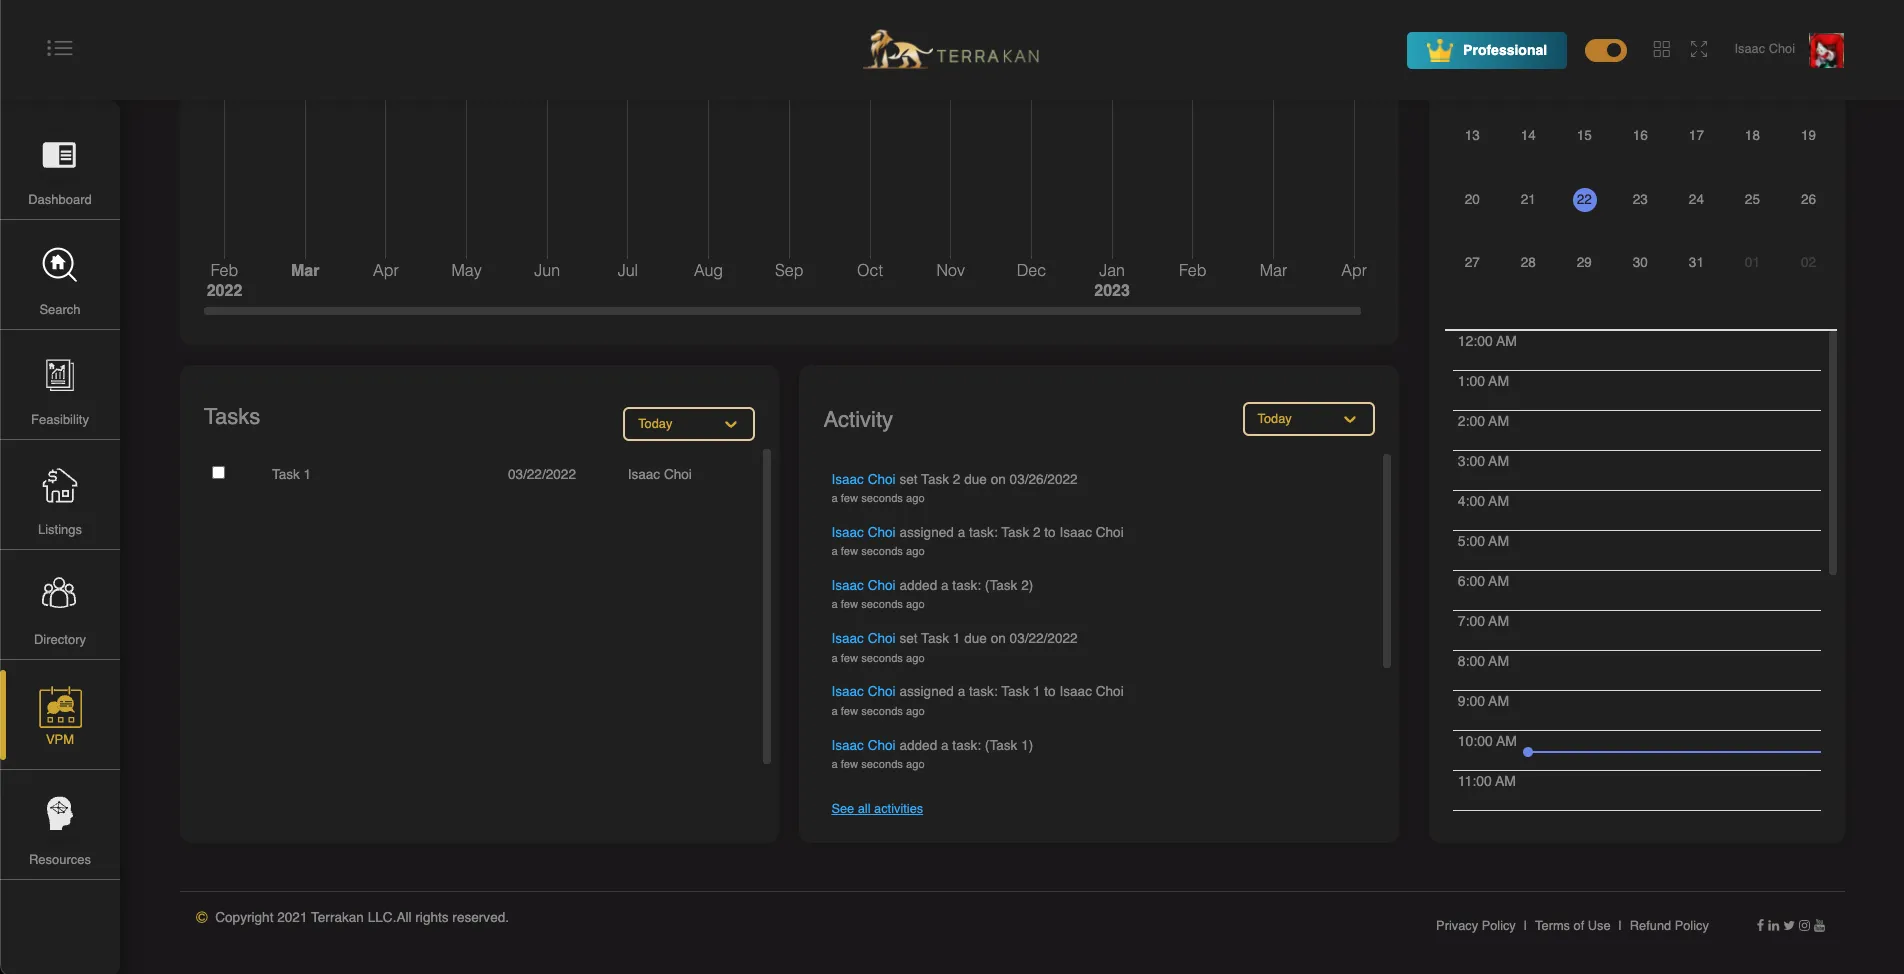 TERRAKAN
Professional
Isaac Choi
Dashboard
Search
Feasibility
Listings
Directory
VPM
Resources
Feb Mar Apr May Jun Jul Aug Sep Oct Nov Dec Jan Feb Mar Apr
2022 2023
Tasks
Today
Task 1 03/22/2022 Isaac Choi
Activity
Today
Isaac Choi set Task 2 due on 03/26/2022
a few seconds ago
Isaac Choi assigned a task: Task 2 to Isaac Choi
a few seconds ago
Isaac Choi added a task: (Task 2)
a few seconds ago
Isaac Choi set Task 1 due on 03/22/2022
a few seconds ago
Isaac Choi assigned a task: Task 1 to Isaac Choi
a few seconds ago
Isaac Choi added a task: (Task 1)
a few seconds ago
See all activities
13 14 15 16 17 18 19
20 21 22 23 24 25 26
27 28 29 30 31 01 02
12:00 AM
1:00 AM
2:00 AM
3:00 AM
4:00 AM
5:00 AM
6:00 AM
7:00 AM
8:00 AM
9:00 AM
10:00 AM
11:00 AM
© Copyright 2021 Terrakan LLC.All rights reserved.
Privacy Policy | Terms of Use | Refund Policy